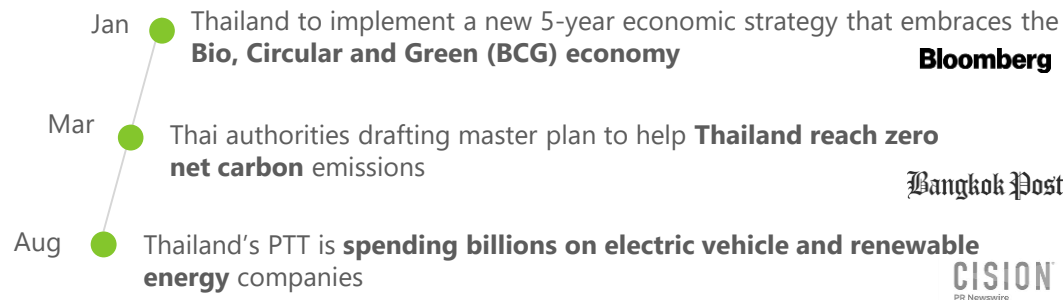 Jan
Thailand to implement a new 5-year economic strategy that embraces the
Bio, Circular and Green (BCG) economy
Bloomberg
Mar
Thai authorities drafting master plan to help Thailand reach zero
net carbon emissions
Bangkok Post
Aug
Thailand’s PTT is spending billions on electric vehicle and renewable
energy companies
CISION
PR Newswire